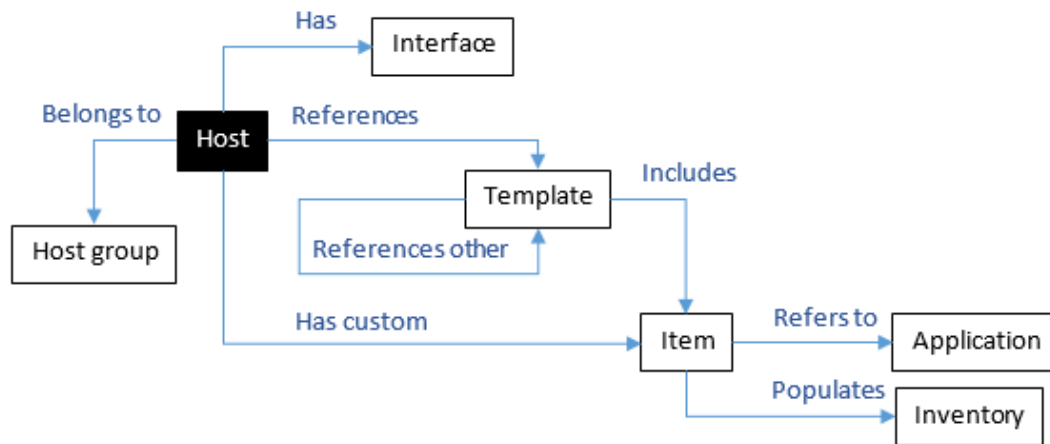 Has
Interface
Belongs to
Host
References
Includes
Template
Host group
References other
Has custom
Item
Refers to
Application
Populates
Inventory